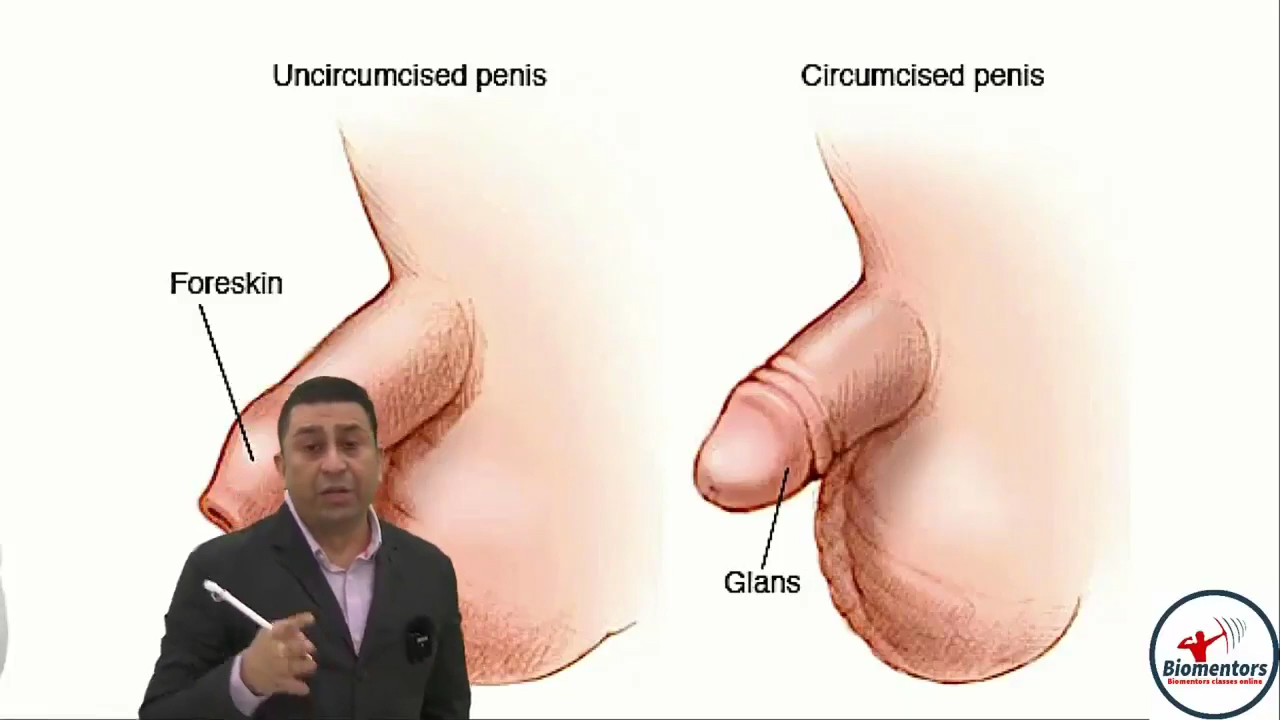 Uncircumcised penis
Circumcised penis
Foreskin
Glans
Biomentors
Biomentors classes online